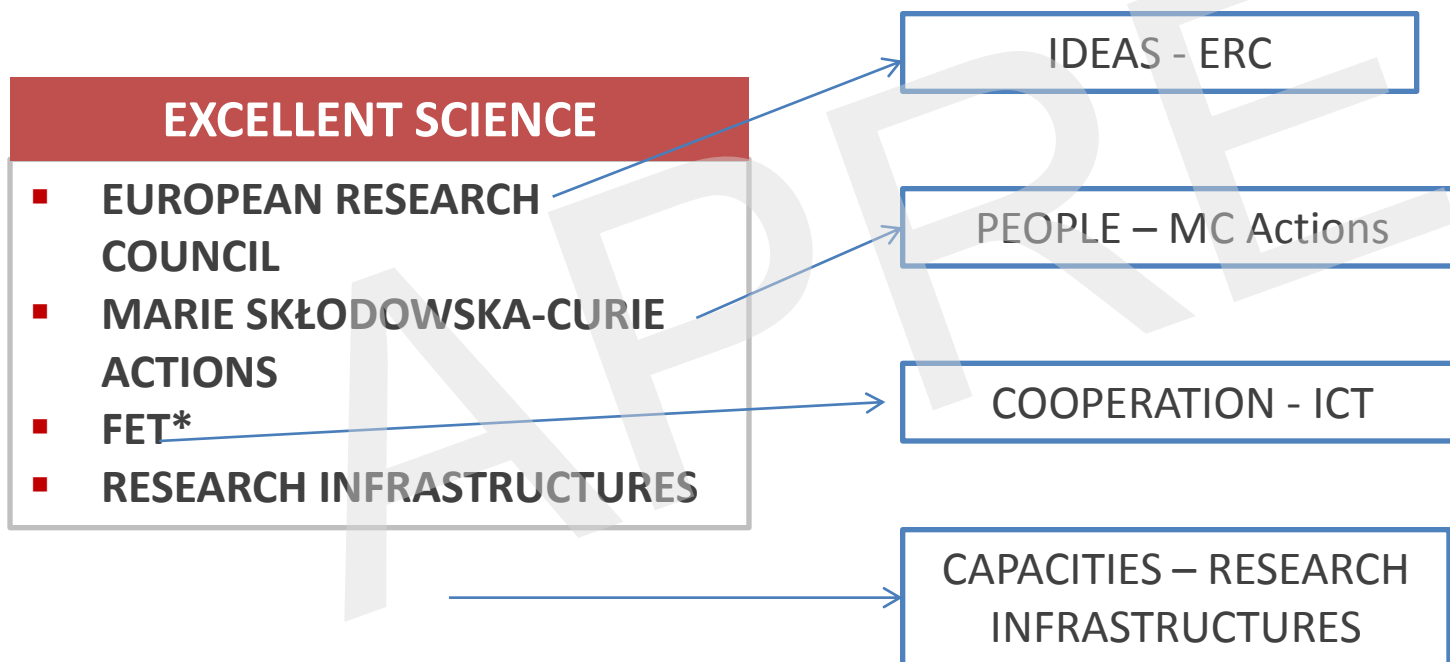 EXCELLENT SCIENCE
▪ EUROPEAN RESEARCH
COUNCIL
▪ MARIE SKŁODOWSKA-CURIE
ACTIONS
▪ FET*
▪ RESEARCH INFRASTRUCTURES
IDEAS - ERC
PEOPLE – MC Actions
COOPERATION - ICT
CAPACITIES – RESEARCH
INFRASTRUCTURES
APRE